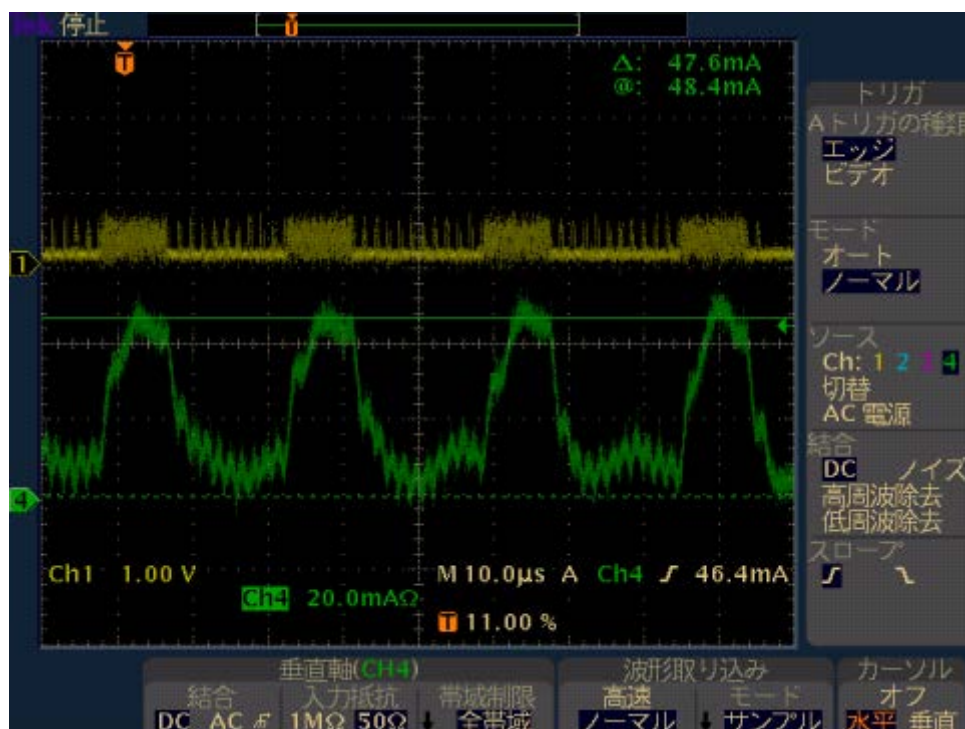 Tek 停止
T
T
Δ: 47.6mA
@: 48.4mA
1
4
Ch1 1.00 V
M 10.0µs A Ch4 46.4mA
Ch4 20.0mAΩ
T 11.00 %
トリガ
Aトリガの種類
エッジ
ビデオ
モード
オート
ノーマル
ソース
Ch: 1 2 3 4
切替
AC 電源
結合
DC ノイズ
高周波除去
低周波除去
スロープ
垂直軸(CH4)
結合 入力抵抗 帯域制限
DC AC 1MΩ 50Ω 全帯域
波形取り込み
高速 モード
ノーマル サンプル
カーソル
オフ
水平 垂直